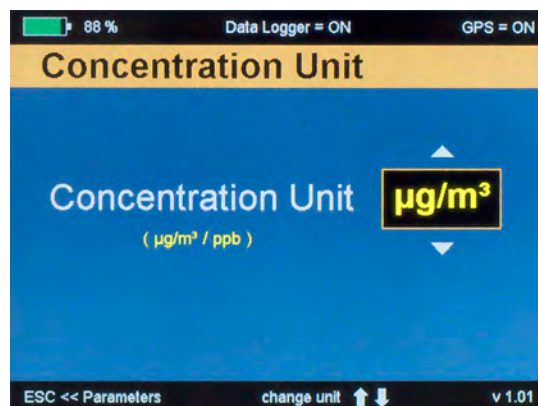 88 % Data Logger = ON GPS = ON
Concentration Unit
Concentration Unit µg/m³
( µg/m³ / ppb )
ESC << Parameters change unit v 1.01